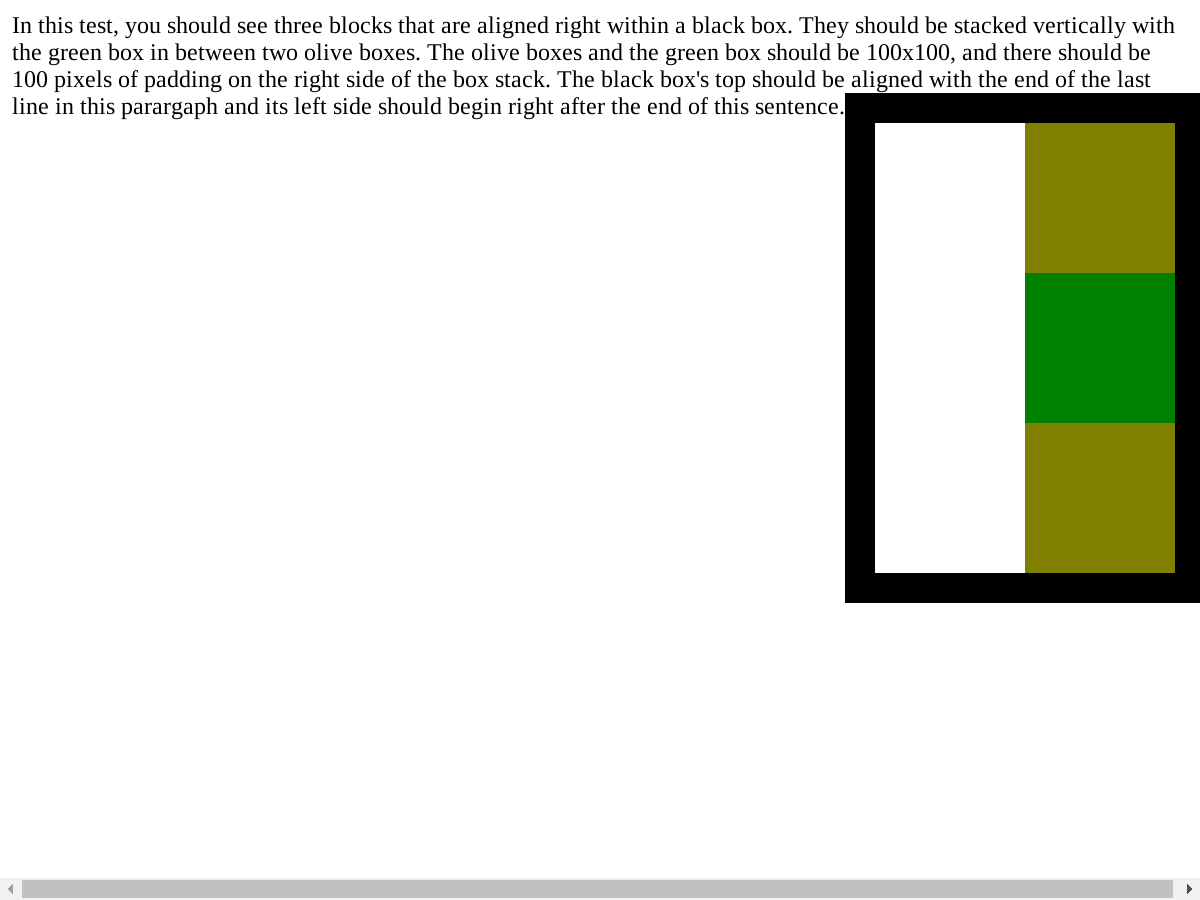 In this test, you should see three blocks that are aligned right within a black box. They should be stacked vertically with
the green box in between two olive boxes. The olive boxes and the green box should be 100x100, and there should be
100 pixels of padding on the right side of the box stack. The black box's top should be aligned with the end of the last
line in this parargaph and its left side should begin right after the end of this sentence.